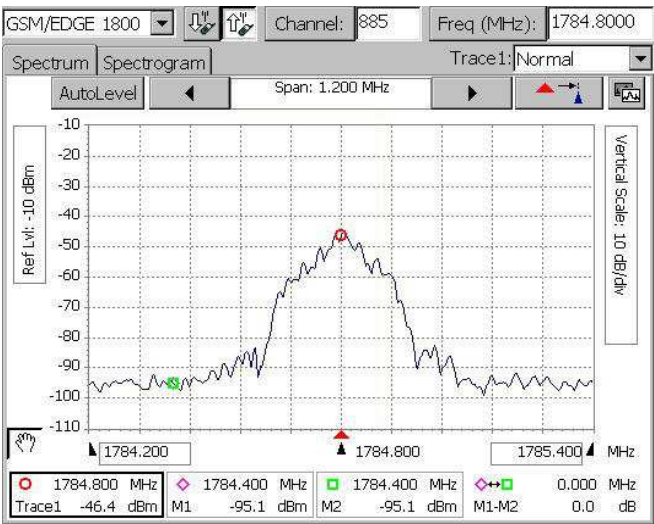 GSM/EDGE 1800 Channel: 885 Freq (MHz): 1784.8000
Spectrum Spectrogram Trace1: Normal
AutoLevel Span: 1.200 MHz
Ref Lvl: -10 dBm
-10
-20
-30
-40
-50
-60
-70
-80
-90
-100
-110
Vertical Scale: 10 dB/div
1784.200 1784.800 1785.400 MHz
1784.800 MHz 1784.400 MHz 1784.400 MHz 0.000 MHz
Trace1 -46.4 dBm M1 -95.1 dBm M2 -95.1 dBm M1-M2 0.0 dB